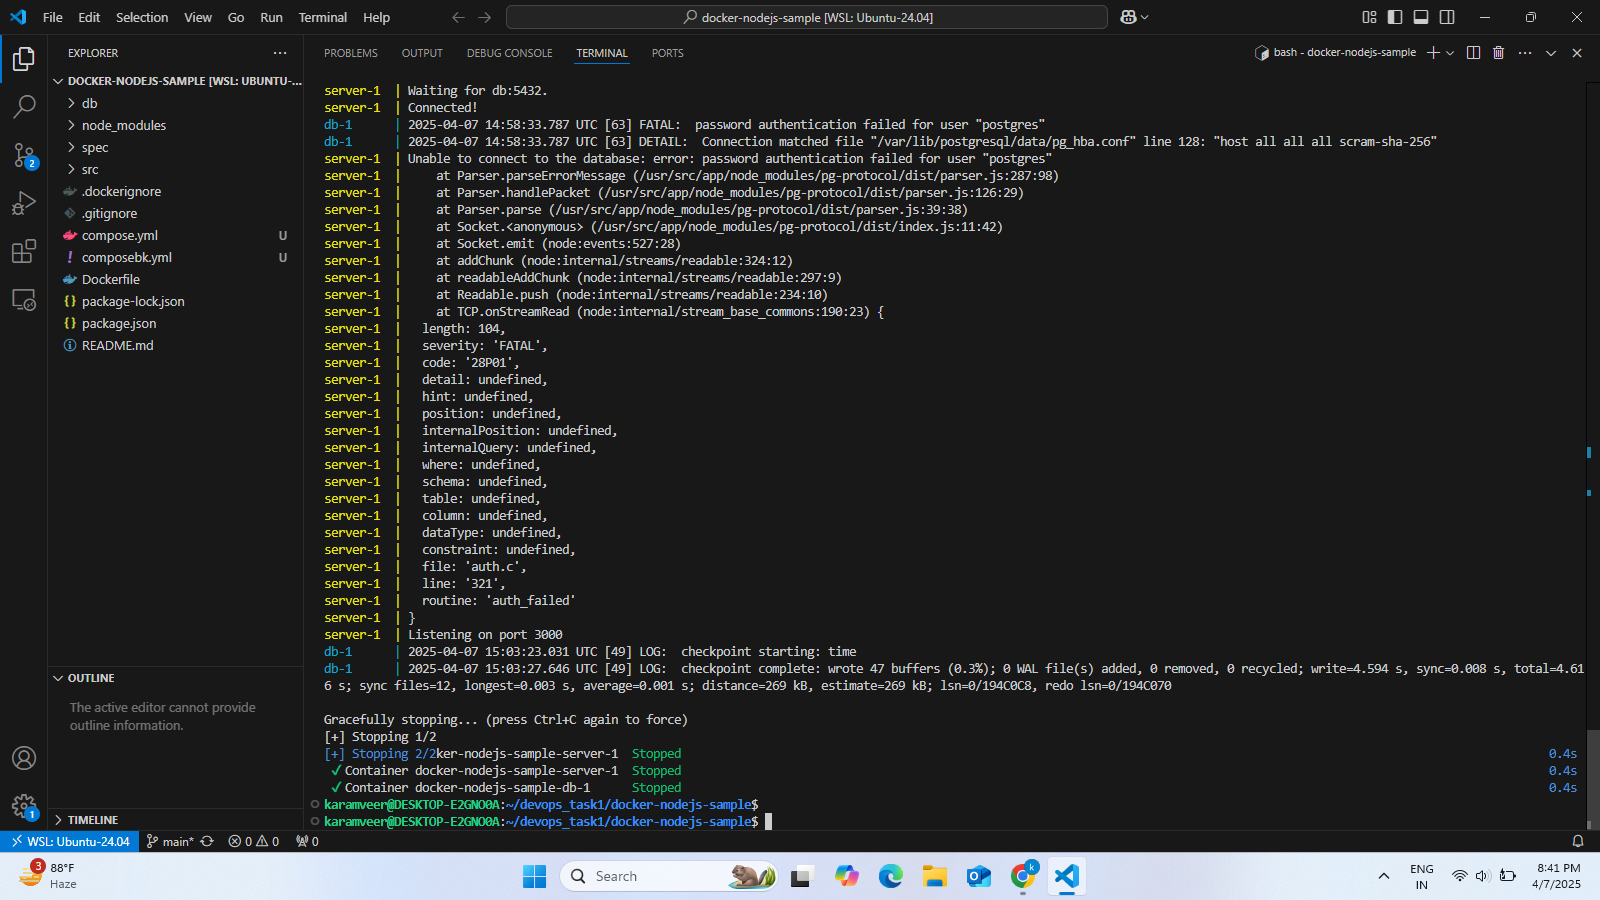 File Edit Selection View Go Run Terminal Help
docker-nodejs-sample [WSL: Ubuntu-24.04]
EXPLORER
DOCKER-NODEJS-SAMPLE [WSL: UBUNTU-...
db
node_modules
spec
src
.dockerignore
.gitignore
compose.yml U
composebk.yml U
Dockerfile
package-lock.json
package.json
README.md
OUTLINE
The active editor cannot provide
outline information.
TIMELINE
2
1
PROBLEMS OUTPUT DEBUG CONSOLE TERMINAL PORTS
bash - docker-nodejs-sample
server-1 | Waiting for db:5432.
server-1 | Connected!
db-1 | 2025-04-07 14:58:33.787 UTC [63] FATAL: password authentication failed for user "postgres"
db-1 | 2025-04-07 14:58:33.787 UTC [63] DETAIL: Connection matched file "/var/lib/postgresql/data/pg_hba.conf" line 128: "host all all all scram-sha-256"
server-1 | Unable to connect to the database: error: password authentication failed for user "postgres"
server-1 | at Parser.parseErrorMessage (/usr/src/app/node_modules/pg-protocol/dist/parser.js:287:98)
server-1 | at Parser.handlePacket (/usr/src/app/node_modules/pg-protocol/dist/parser.js:126:29)
server-1 | at Parser.parse (/usr/src/app/node_modules/pg-protocol/dist/parser.js:39:38)
server-1 | at Socket.<anonymous> (/usr/src/app/node_modules/pg-protocol/dist/index.js:11:42)
server-1 | at Socket.emit (node:events:527:28)
server-1 | at addChunk (node:internal/streams/readable:324:12)
server-1 | at readableAddChunk (node:internal/streams/readable:297:9)
server-1 | at Readable.push (node:internal/streams/readable:234:10)
server-1 | at TCP.onStreamRead (node:internal/stream_base_commons:190:23) {
server-1 | length: 104,
server-1 | severity: 'FATAL',
server-1 | code: '28P01',
server-1 | detail: undefined,
server-1 | hint: undefined,
server-1 | position: undefined,
server-1 | internalPosition: undefined,
server-1 | internalQuery: undefined,
server-1 | where: undefined,
server-1 | schema: undefined,
server-1 | table: undefined,
server-1 | column: undefined,
server-1 | dataType: undefined,
server-1 | constraint: undefined,
server-1 | file: 'auth.c',
server-1 | line: '321',
server-1 | routine: 'auth_failed'
server-1 | }
server-1 | Listening on port 3000
db-1 | 2025-04-07 15:03:23.031 UTC [49] LOG: checkpoint starting: time
db-1 | 2025-04-07 15:03:27.646 UTC [49] LOG: checkpoint complete: wrote 47 buffers (0.3%); 0 WAL file(s) added, 0 removed, 0 recycled; write=4.594 s, sync=0.008 s, total=4.61
6 s; sync files=12, longest=0.003 s, average=0.001 s; distance=269 kB, estimate=269 kB; lsn=0/194C0C8, redo lsn=0/194C070
Gracefully stopping... (press Ctrl+C again to force)
[+] Stopping 1/2
[+] Stopping 2/2ker-nodejs-sample-server-1 Stopped 0.4s
✓Container docker-nodejs-sample-server-1 Stopped 0.4s
✓Container docker-nodejs-sample-db-1 Stopped 0.4s
karamveer@DESKTOP-E2GNO0A:~/devops_task1/docker-nodejs-sample$
karamveer@DESKTOP-E2GNO0A:~/devops_task1/docker-nodejs-sample$
WSL: Ubuntu-24.04 main* 0 0 0
3
88°F
Haze
Search
k
ENG
IN
8:41 PM
4/7/2025